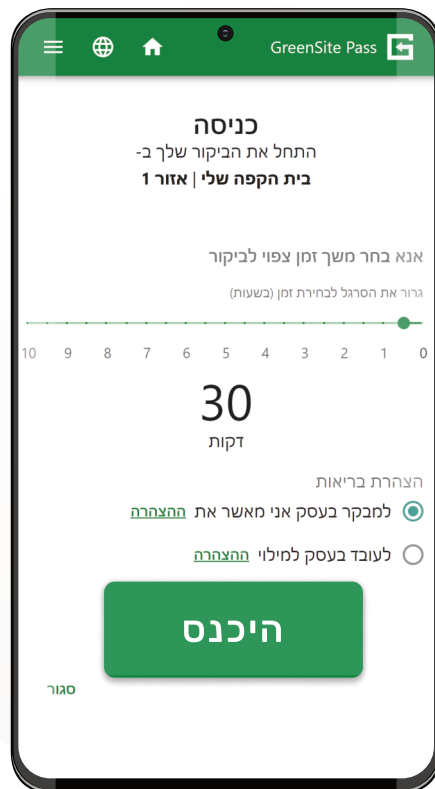 GreenSite Pass
כניסה
התחל את הביקור שלך ב-
בית הקפה שלי | אזור 1
אנא בחר משך זמן צפוי לביקור
גרור את הסרגל לבחירת זמן (בשעות)
10 9 8 7 6 5 4 3 2 1 0
30
דקות
הצהרת בריאות
למבקר בעסק אני מאשר את ההצהרה
לעובד בעסק למילוי ההצהרה
היכנס
סגור